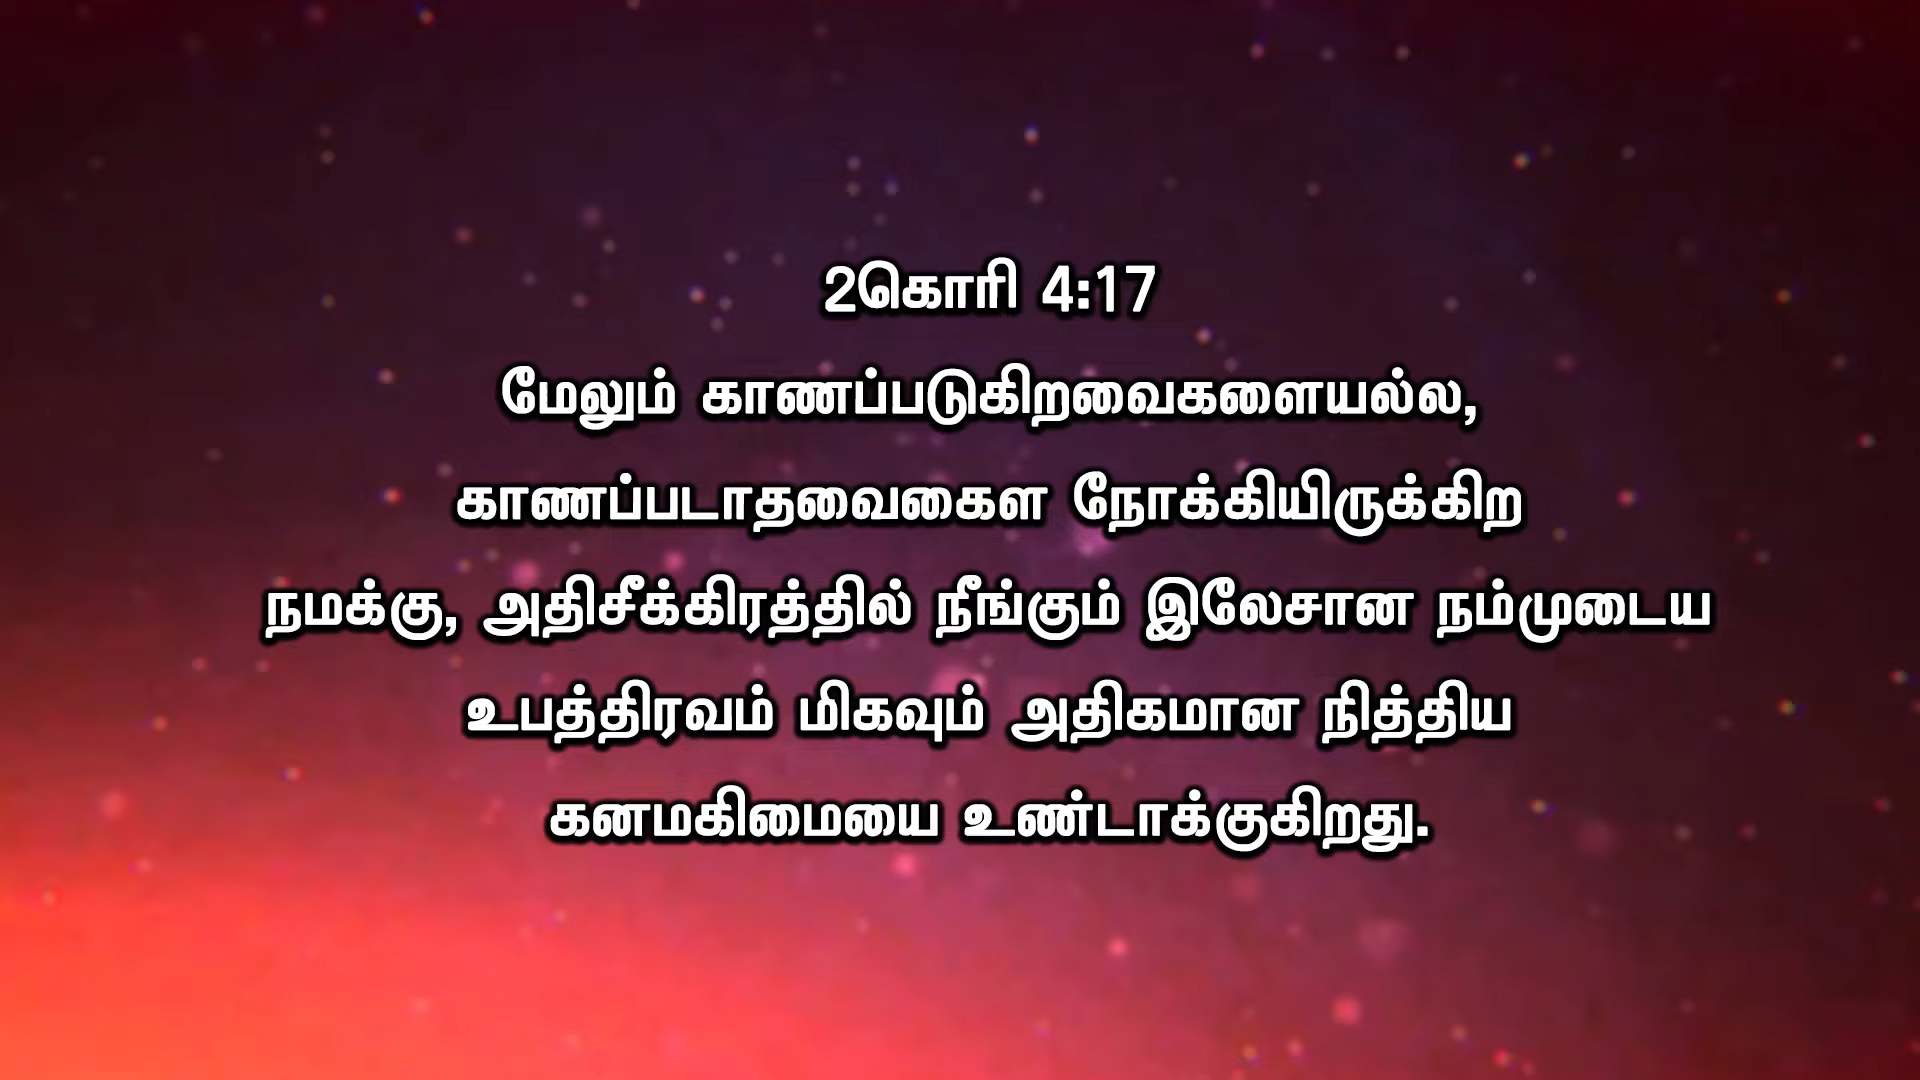 2கொரி 4:17
மேலும் காணப்படுகிறவைகளையல்ல,
காணப்படாதவைகைள நோக்கியிருக்கிற
நமக்கு, அதிசீக்கிரத்தில் நீங்கும் இலேசான நம்முடைய
உபத்திரவம் மிகவும் அதிகமான நித்திய
கனமகிமையை உண்டாக்குகிறது.